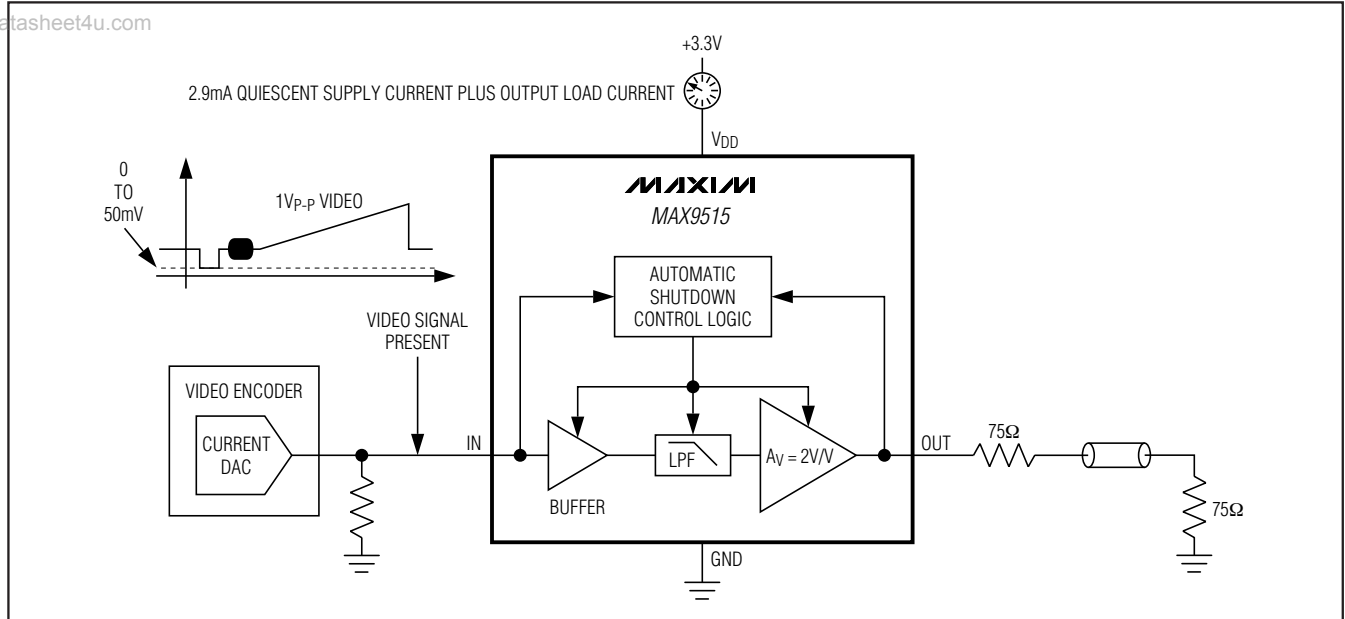 atasheet4u.com
+3.3V
2.9mA QUIESCENT SUPPLY CURRENT PLUS OUTPUT LOAD CURRENT
VDD
0
TO
50mV
1VP-P VIDEO
MAXIM
MAX9515
AUTOMATIC
SHUTDOWN
CONTROL LOGIC
VIDEO SIGNAL
PRESENT
VIDEO ENCODER
CURRENT
DAC
IN
BUFFER
LPF
AV = 2V/V
OUT
75Ω
75Ω
GND